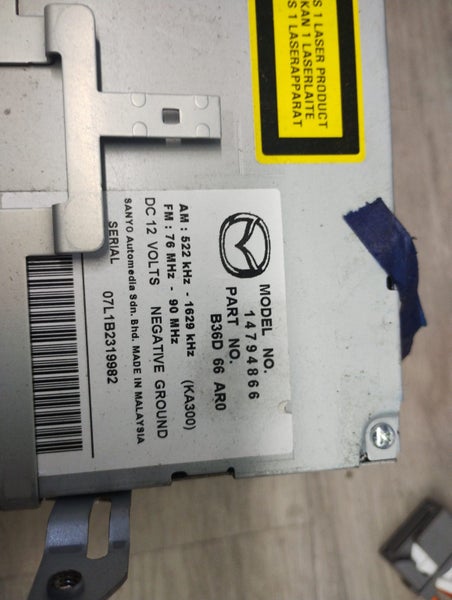 S 1 LASER PRODUCT
KAN 1 LASERLAITE
S 1 LASERAPPARAT
MODEL NO.
14794866
PART NO.
B36D 66 AR0
AM : 522 kHz - 1629 kHz
FM : 76 MHz - 90 MHz (KA300)
DC 12 VOLTS NEGATIVE GROUND
SANYO Automedia Sdn. Bhd. MADE IN MALAYSIA
SERIAL 07L1B2319982